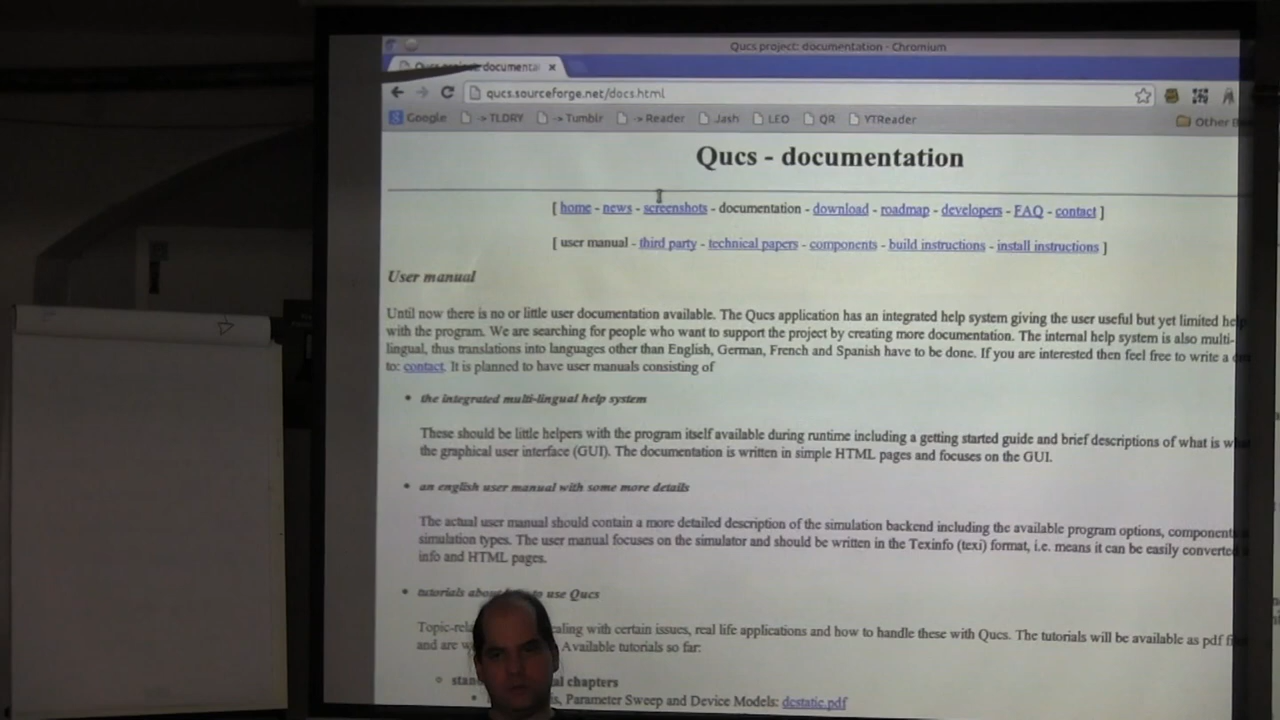 Qucs project: documentation - Chromium
documenta
qucs.sourceforge.net/docs.html
Google -> TLDRY -> Tumblr -> Reader Jash LEO QR YTReader Other
Qucs - documentation
[ home - news - screenshots - documentation - download - roadmap - developers - FAQ - contact ]
[ user manual - third party - technical papers - components - build instructions - install instructions ]
User manual
Until now there is no or little user documentation available. The Qucs application has an integrated help system giving the user useful but yet limited help
with the program. We are searching for people who want to support the project by creating more documentation. The internal help system is also multi-
lingual, thus translations into languages other than English, German, French and Spanish have to be done. If you are interested then feel free to write a
to: contact. It is planned to have user manuals consisting of
• the integrated multi-lingual help system
These should be little helpers with the program itself available during runtime including a getting started guide and brief descriptions of what is
the graphical user interface (GUI). The documentation is written in simple HTML pages and focuses on the GUI.
• an english user manual with some more details
The actual user manual should contain a more detailed description of the simulation backend including the available program options, components
simulation types. The user manual focuses on the simulator and should be written in the Texinfo (texi) format, i.e. means it can be easily converted
info and HTML pages.
• tutorials about to use Qucs
ealing with certain issues, real life applications and how to handle these with Qucs. The tutorials will be available as pdf
and are Available tutorials so far:
al chapters
, Parameter Sweep and Device Models: dcstatic.pdf